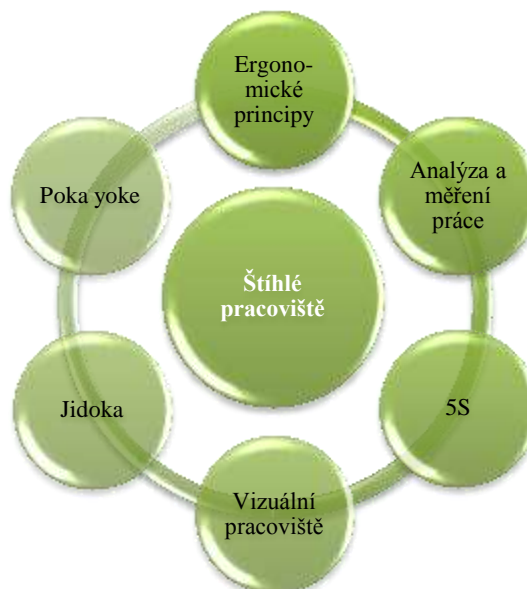 Ergono-
mické
principy
Analýza a
měření
práce
5S
Vizuální
pracoviště
Jidoka
Poka yoke
Štíhlé
pracoviště